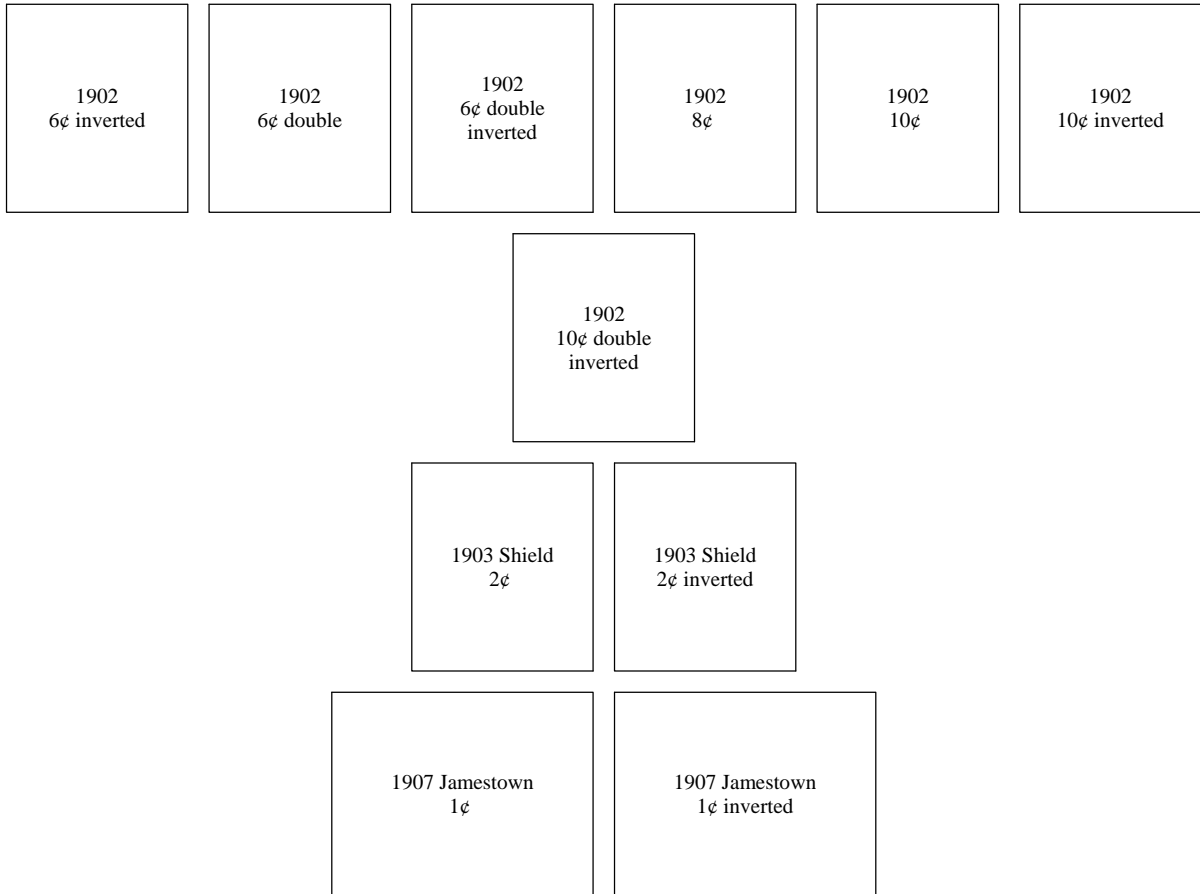 1902
6¢ inverted
1902
6¢ double
1902
6¢ double
inverted
1902
8¢
1902
10¢
1902
10¢ inverted
1902
10¢ double
inverted
1903 Shield
2¢
1903 Shield
2¢ inverted
1907 Jamestown
1¢
1907 Jamestown
1¢ inverted